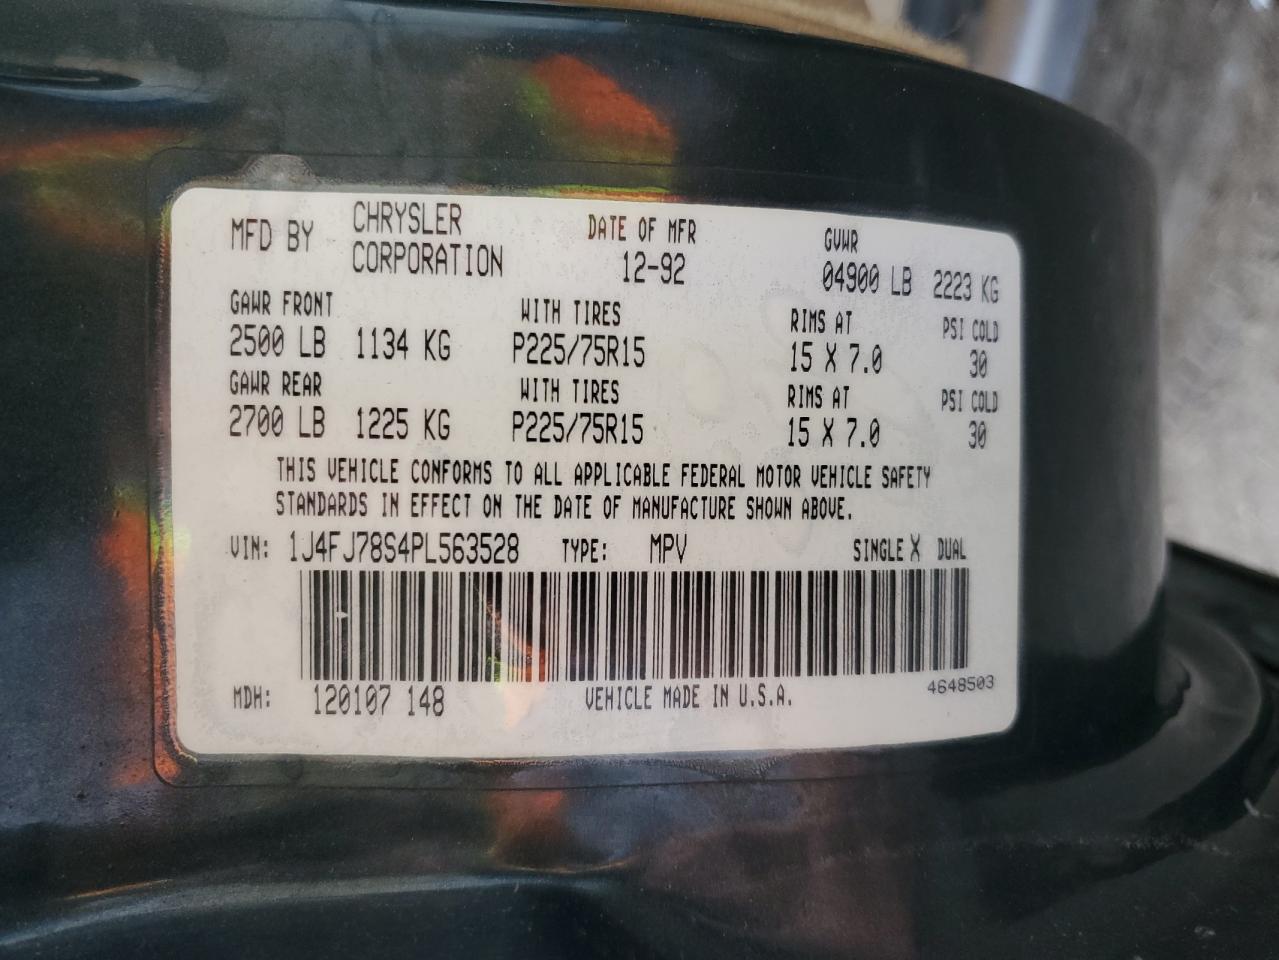 MFD BY CHRYSLER CORPORATION DATE OF MFR 12-92 GVWR 04900 LB 2223 KG
GAWR FRONT WITH TIRES RIMS AT PSI COLD
2500 LB 1134 KG P225/75R15 15 X 7.0 30
GAWR REAR WITH TIRES RIMS AT PSI COLD
2700 LB 1225 KG P225/75R15 15 X 7.0 30
THIS VEHICLE CONFORMS TO ALL APPLICABLE FEDERAL MOTOR VEHICLE SAFETY
STANDARDS IN EFFECT ON THE DATE OF MANUFACTURE SHOWN ABOVE.
VIN: 1J4FJ78S4PL563528 TYPE: MPV SINGLE X DUAL
MDH: 120107 148 VEHICLE MADE IN U.S.A. 4648503